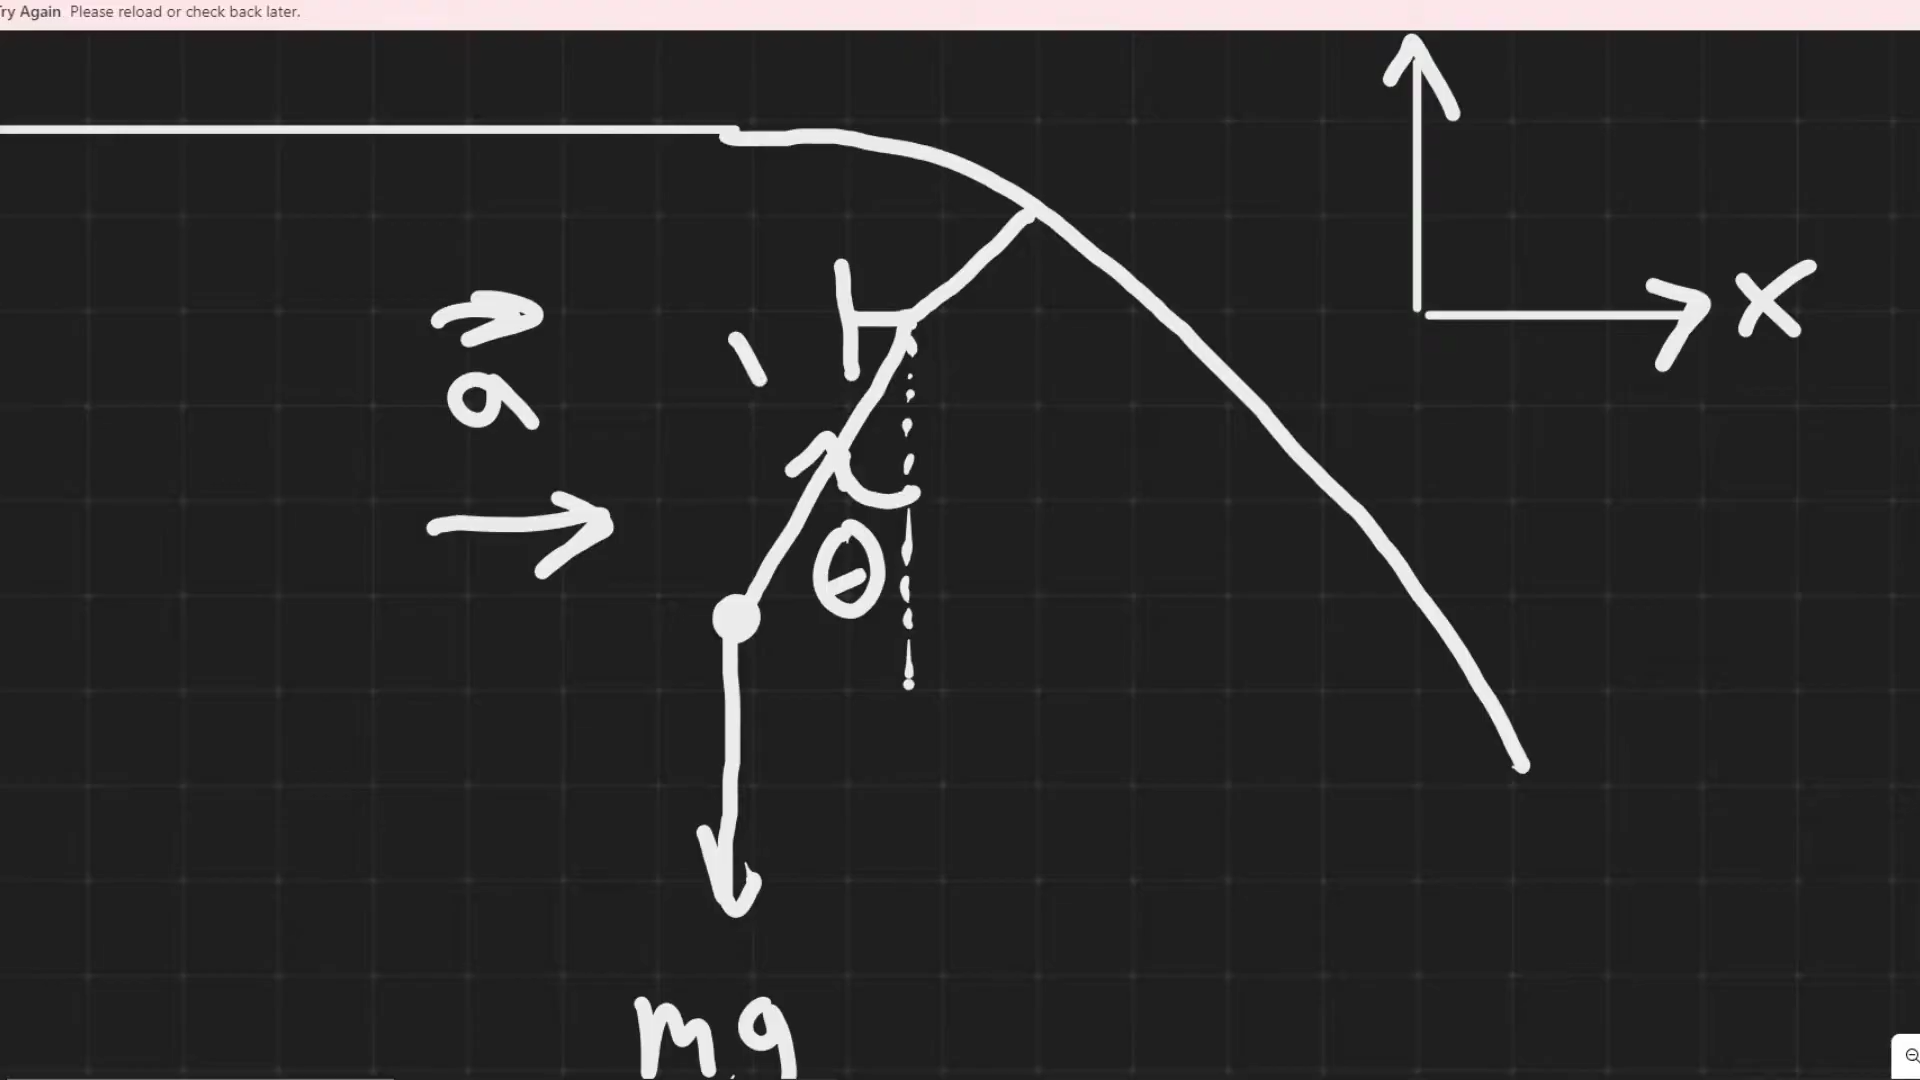 Try Again Please reload or check back later.
x
a
θ
mg